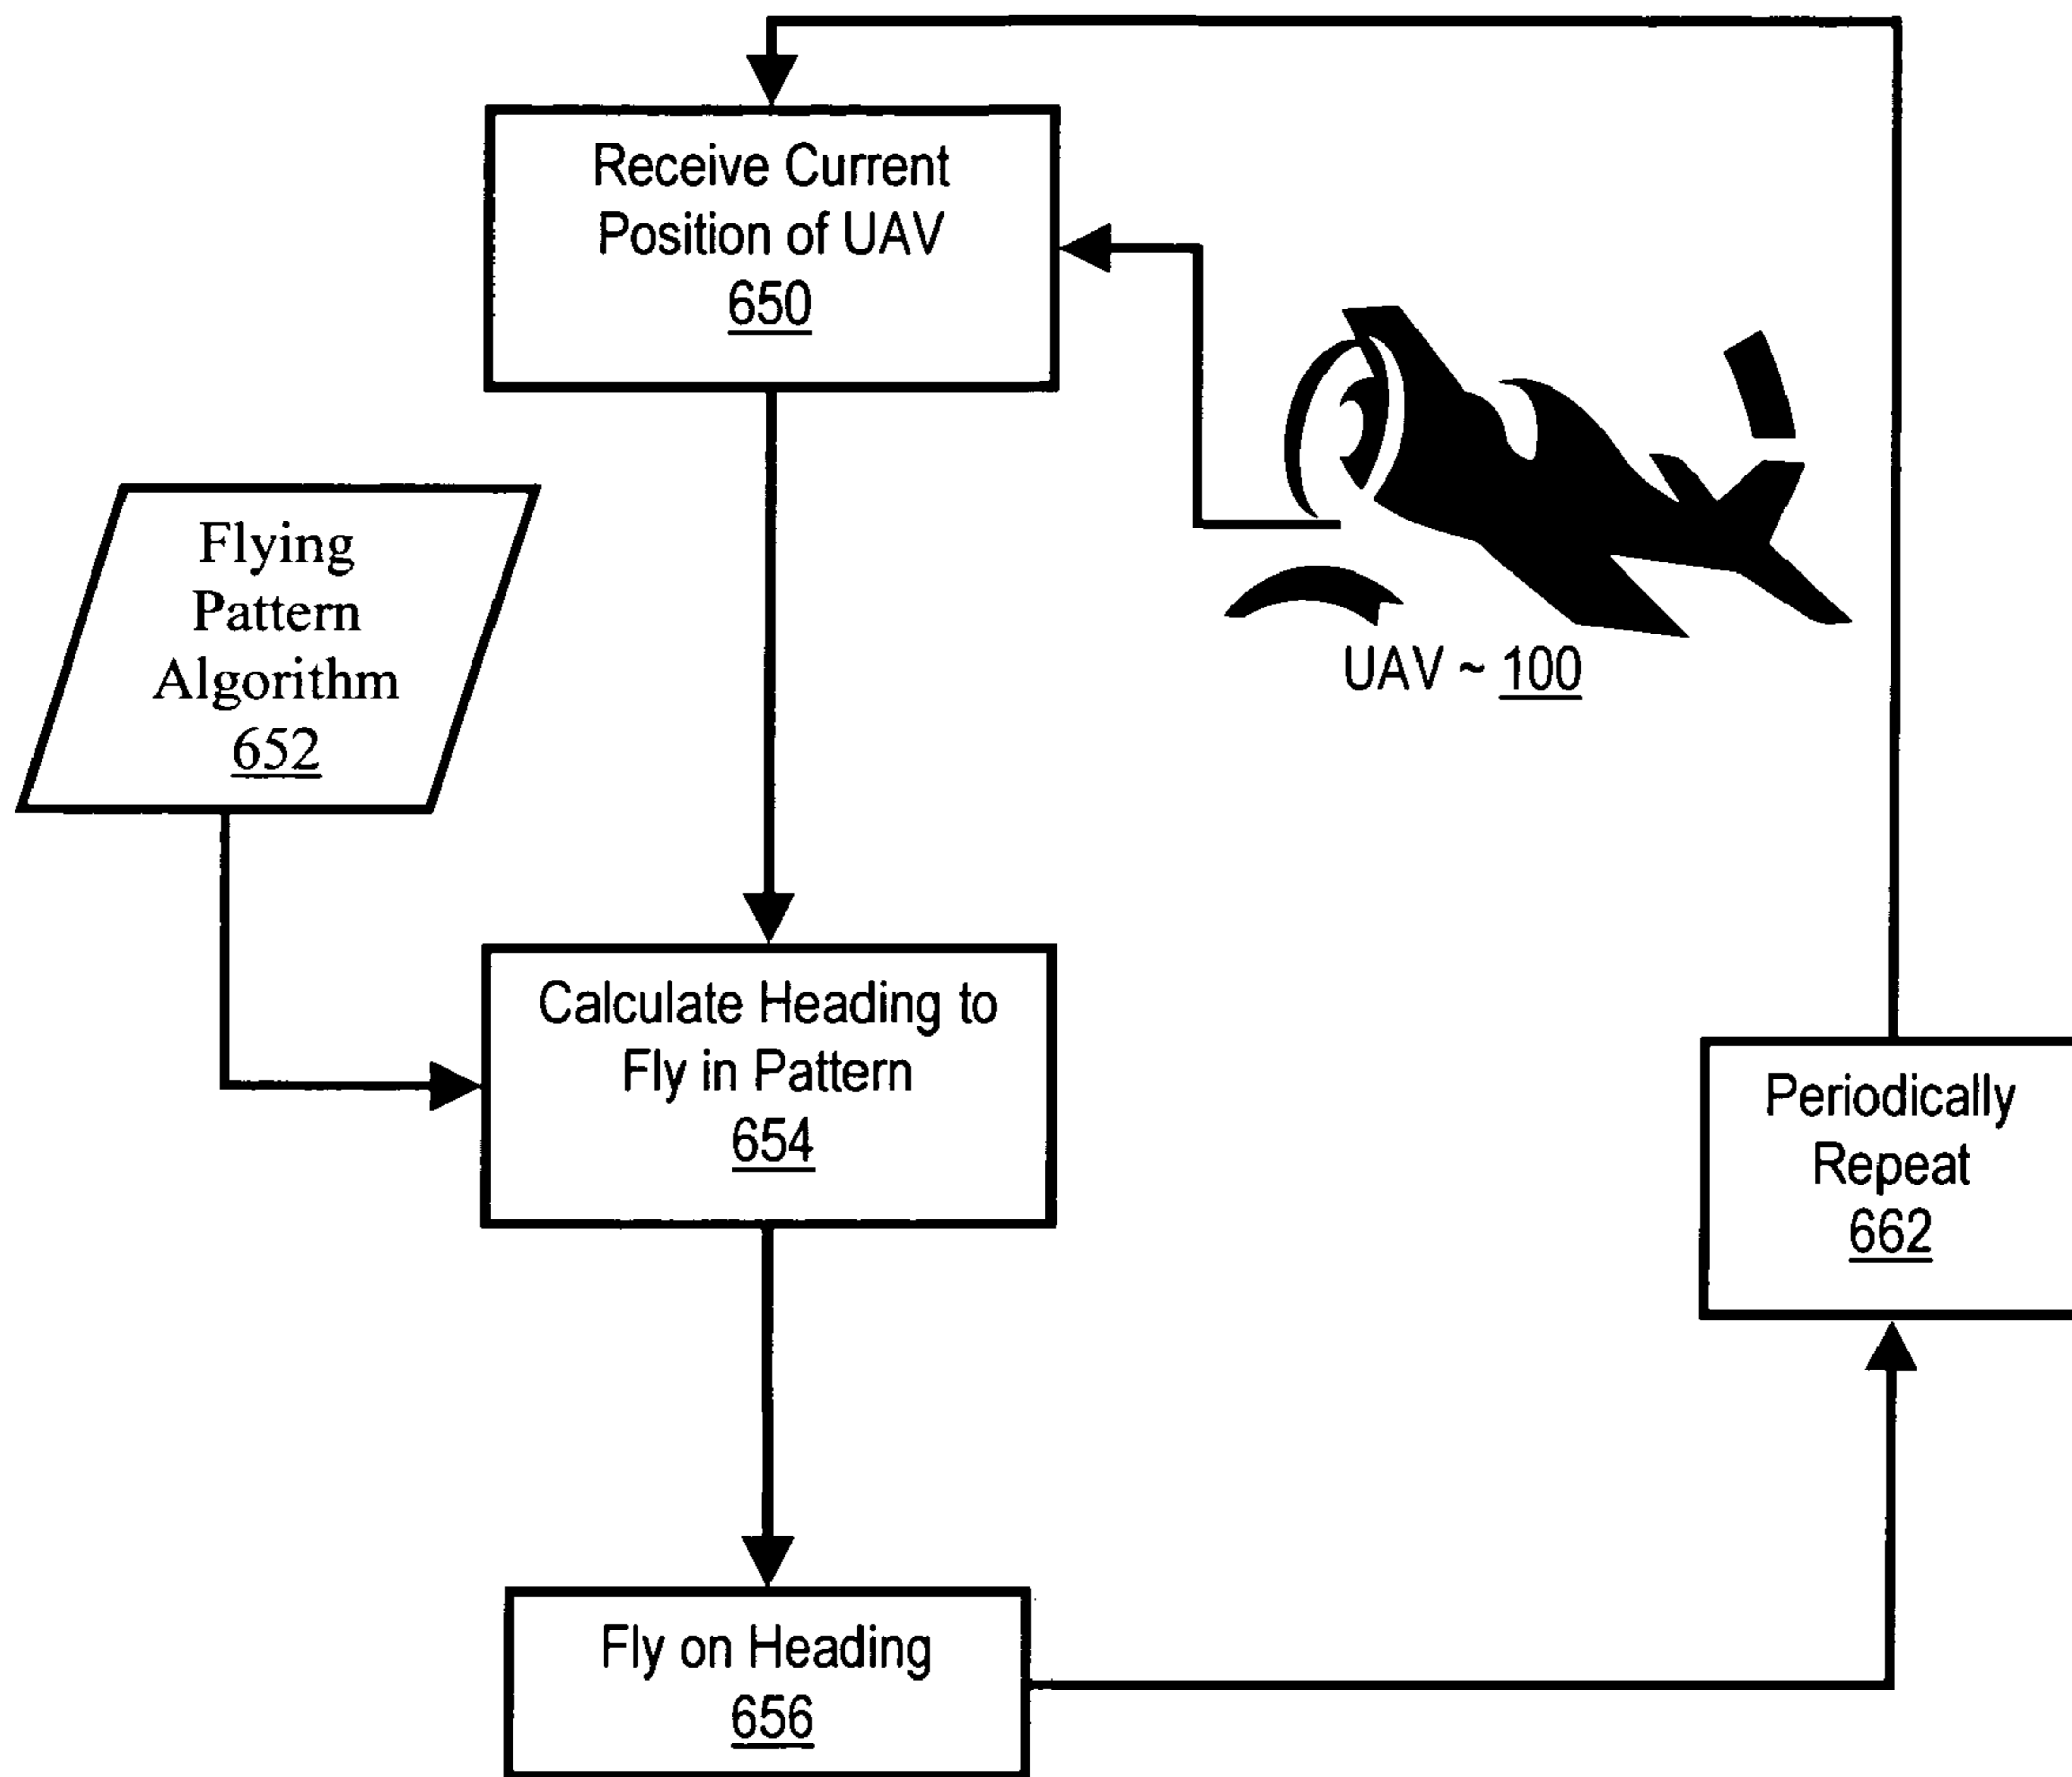 Receive Current
Position of UAV
650
Flying
Pattern
Algorithm
652
UAV ~ 100
Calculate Heading to
Fly in Pattern
654
Periodically
Repeat
662
Fly on Heading
656